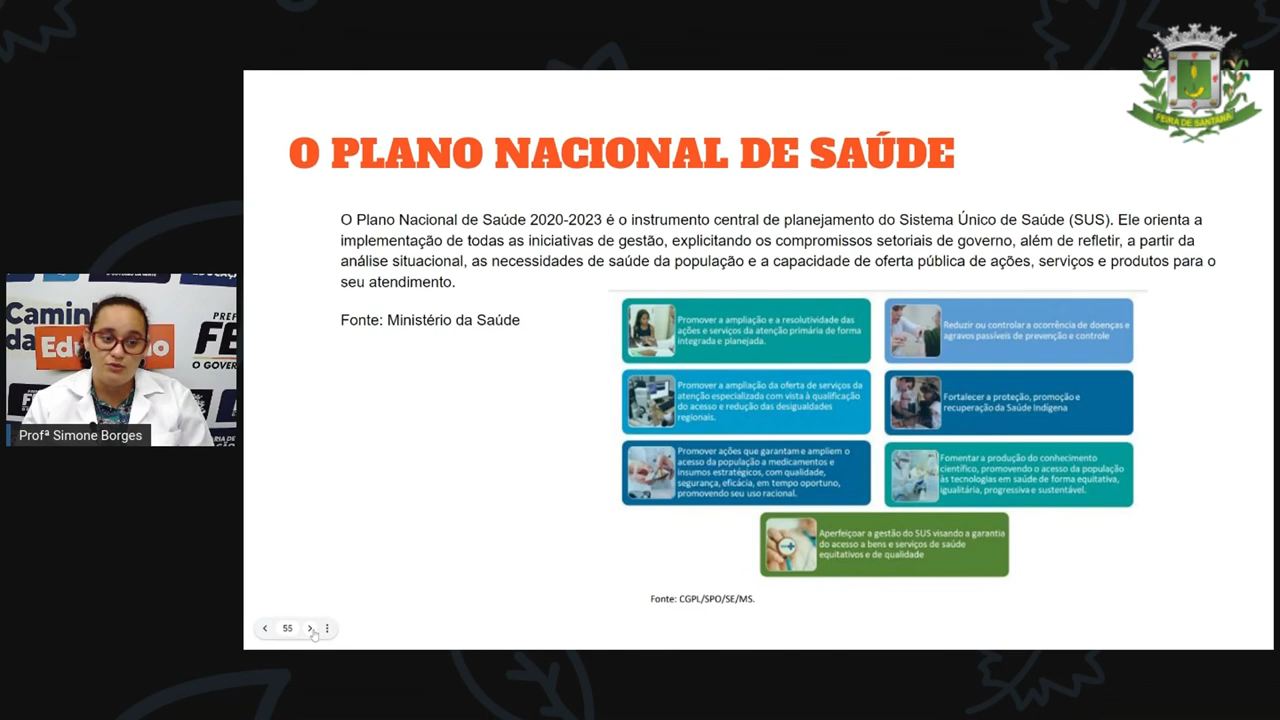 FEIRA DE SANTANA
O PLANO NACIONAL DE SAÚDE
O Plano Nacional de Saúde 2020-2023 é o instrumento central de planejamento do Sistema Único de Saúde (SUS). Ele orienta a
implementação de todas as iniciativas de gestão, explicitando os compromissos setoriais de governo, além de refletir, a partir da
análise situacional, as necessidades de saúde da população e a capacidade de oferta pública de ações, serviços e produtos para o
seu atendimento.
Fonte: Ministério da Saúde
Promover a ampliação e a resolutividade das
ações e serviços da atenção primária de forma
integrada e planejada.
Reduzir ou controlar a ocorrência de doenças e
agravos passíveis de prevenção e controle
Promover a ampliação da oferta de serviços da
atenção especializada com vista à qualificação
do acesso e redução das desigualdades
regionais.
Fortalecer a proteção, promoção e
recuperação da Saúde Indígena
Promover ações que garantam e ampliem o
acesso da população a medicamentos e
insumos estratégicos, com qualidade,
segurança, eficácia, em tempo oportuno,
promovendo seu uso racional.
Fomentar a produção do conhecimento
científico, promovendo o acesso da população
às tecnologias em saúde de forma equitativa,
igualitária, progressiva e sustentável.
Aperfeiçoar a gestão do SUS visando a garantia
do acesso a bens e serviços de saúde
equitativos e de qualidade
Fonte: CGPL/SPO/SE/MS.
55
Camin
da
Edu
PREF
FE
O GOVER
Profª Simone Borges